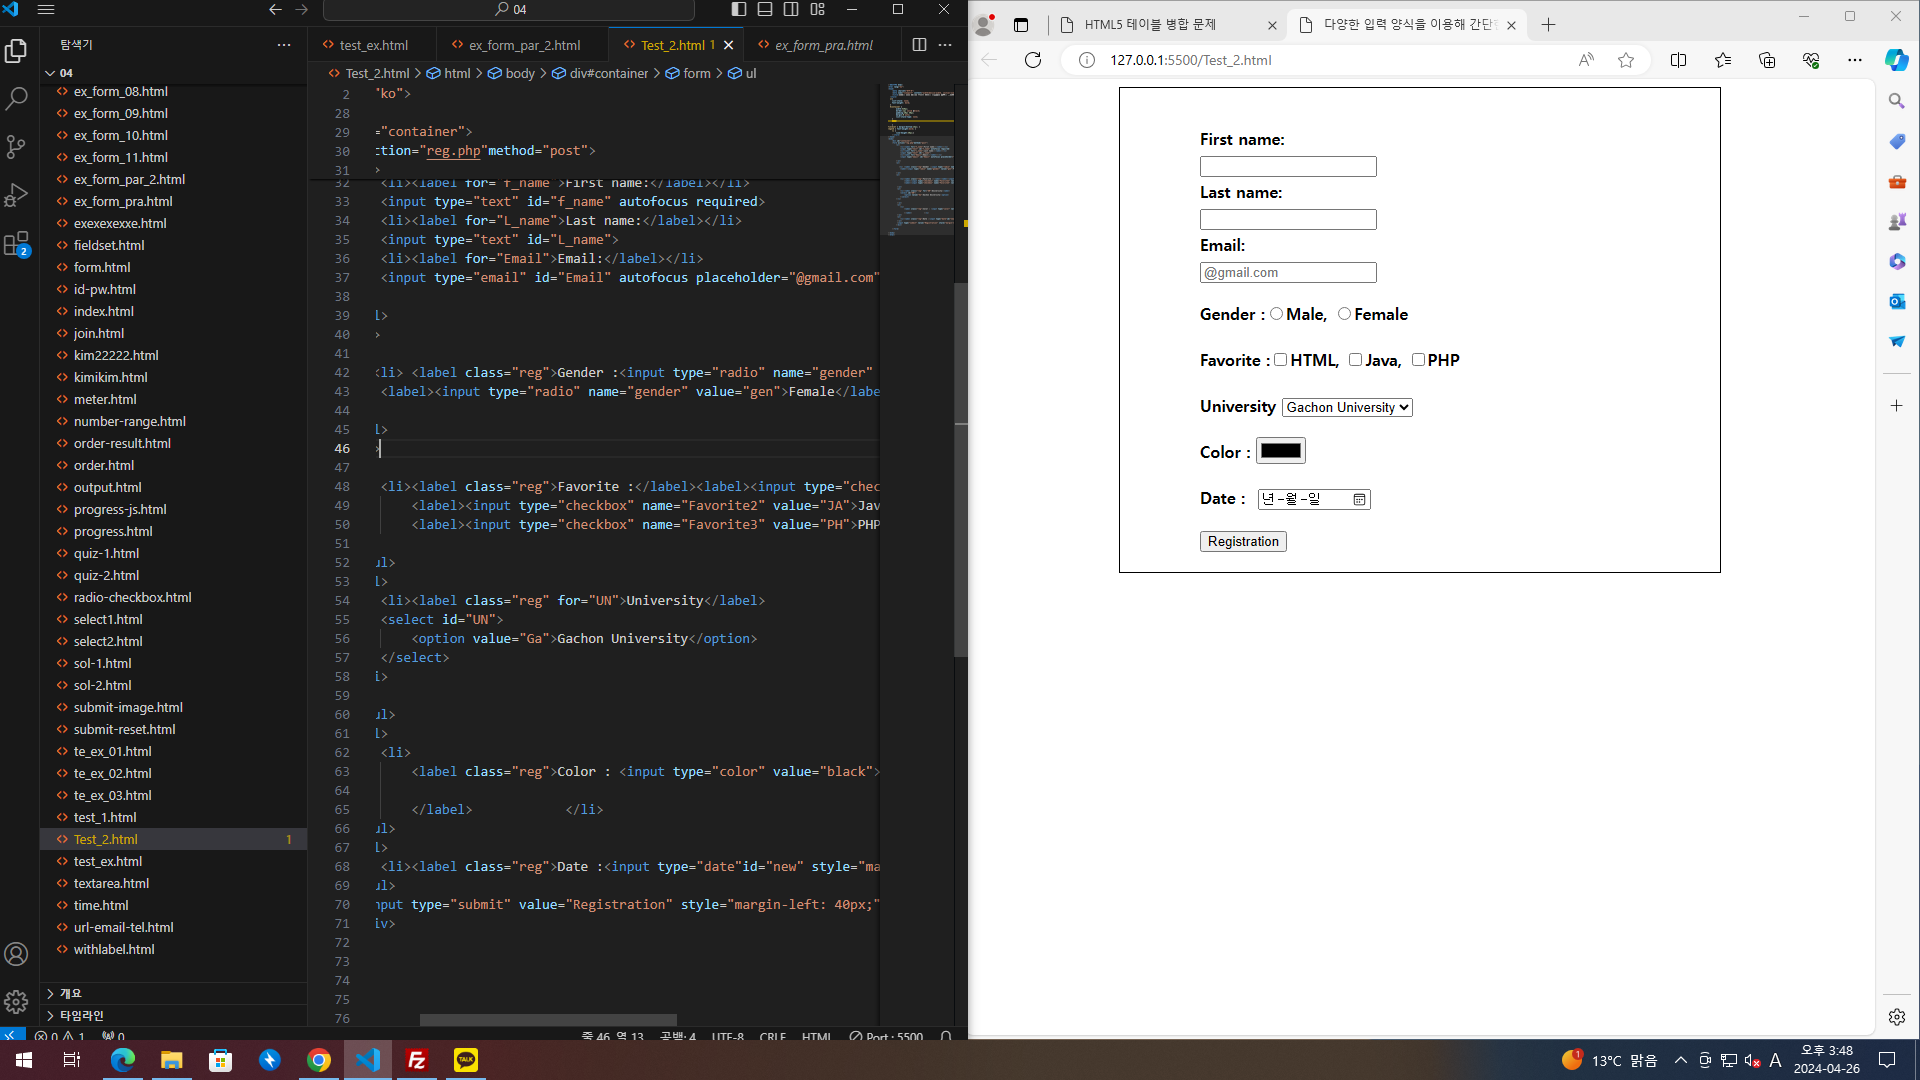 04
탐색기
04
ex_form_08.html
ex_form_09.html
ex_form_10.html
ex_form_11.html
ex_form_par_2.html
ex_form_pra.html
exexexexxe.html
fieldset.html
form.html
id-pw.html
index.html
join.html
kim22222.html
kimikim.html
meter.html
number-range.html
order-result.html
order.html
output.html
progress-js.html
progress.html
quiz-1.html
quiz-2.html
radio-checkbox.html
select1.html
select2.html
sol-1.html
sol-2.html
submit-image.html
submit-reset.html
te_ex_01.html
te_ex_02.html
te_ex_03.html
test_1.html
Test_2.html 1
test_ex.html
textarea.html
time.html
url-email-tel.html
withlabel.html
개요
타임라인
2
test_ex.html ex_form_par_2.html Test_2.html 1 ex_form_pra.html
Test_2.html > html > body > div#container > form > ul
2 "ko">
28
29 ="container">
30 ction="reg.php"method="post">
31 >
32 <li><label for="f_name">First name:</label></li>
33 <input type="text" id="f_name" autofocus required>
34 <li><label for="L_name">Last name:</label></li>
35 <input type="text" id="L_name">
36 <li><label for="Email">Email:</label></li>
37 <input type="email" id="Email" autofocus placeholder="@gmail.com"
38
39 l>
40 >
41
42 <li> <label class="reg">Gender :<input type="radio" name="gender"
43 <label><input type="radio" name="gender" value="gen">Female</labe
44
45 l>
46 >
47
48 <li><label class="reg">Favorite :</label><label><input type="chec
49 <label><input type="checkbox" name="Favorite2" value="JA">Jav
50 <label><input type="checkbox" name="Favorite3" value="PH">PHP
51
52 ul>
53 l>
54 <li><label class="reg" for="UN">University</label>
55 <select id="UN">
56 <option value="Ga">Gachon University</option>
57 </select>
58 i>
59
60 ul>
61 l>
62 <li>
63 <label class="reg">Color : <input type="color" value="black">
64
65 </label> </li>
66 ul>
67 l>
68 <li><label class="reg">Date :<input type="date"id="new" style="ma
69 ul>
70 nput type="submit" value="Registration" style="margin-left: 40px;"
71 iv>
72
73
74
75
76
0 1 0 줄 46, 열 13 공백: 4 UTF-8 CRLF HTML Port : 5500
HTML5 테이블 병합 문제
다양한 입력 양식을 이용해 간단한
127.0.0.1:5500/Test_2.html
First name:
Last name:
Email:
@gmail.com
Gender : Male, Female
Favorite : HTML, Java, PHP
University Gachon University
Color :
Date : 년-월-일
Registration
TALK
1 13°C 맑음 A 오후 3:48
2024-04-26